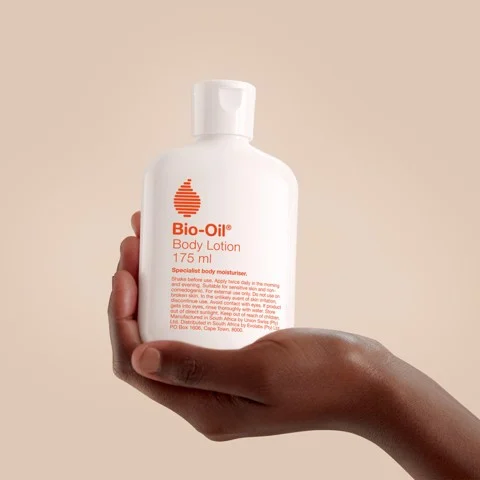 Bio-Oil®
Body Lotion
175 ml
Specialist body moisturiser.
Shake before use. Apply twice daily in the morning
and evening. Suitable for sensitive skin and non-
comedogenic. For external use only. Do not use on
broken skin. In the unlikely event of skin irritation,
discontinue use. Avoid contact with eyes. If product
gets into eyes, rinse thoroughly with water. Store
out of direct sunlight. Keep out of reach of children.
Manufactured in South Africa by Union Swiss (Pty)
Ltd. Distributed in South Africa by Enolabs (Pty) Ltd,
PO Box 1608, Cape Town, 8000.